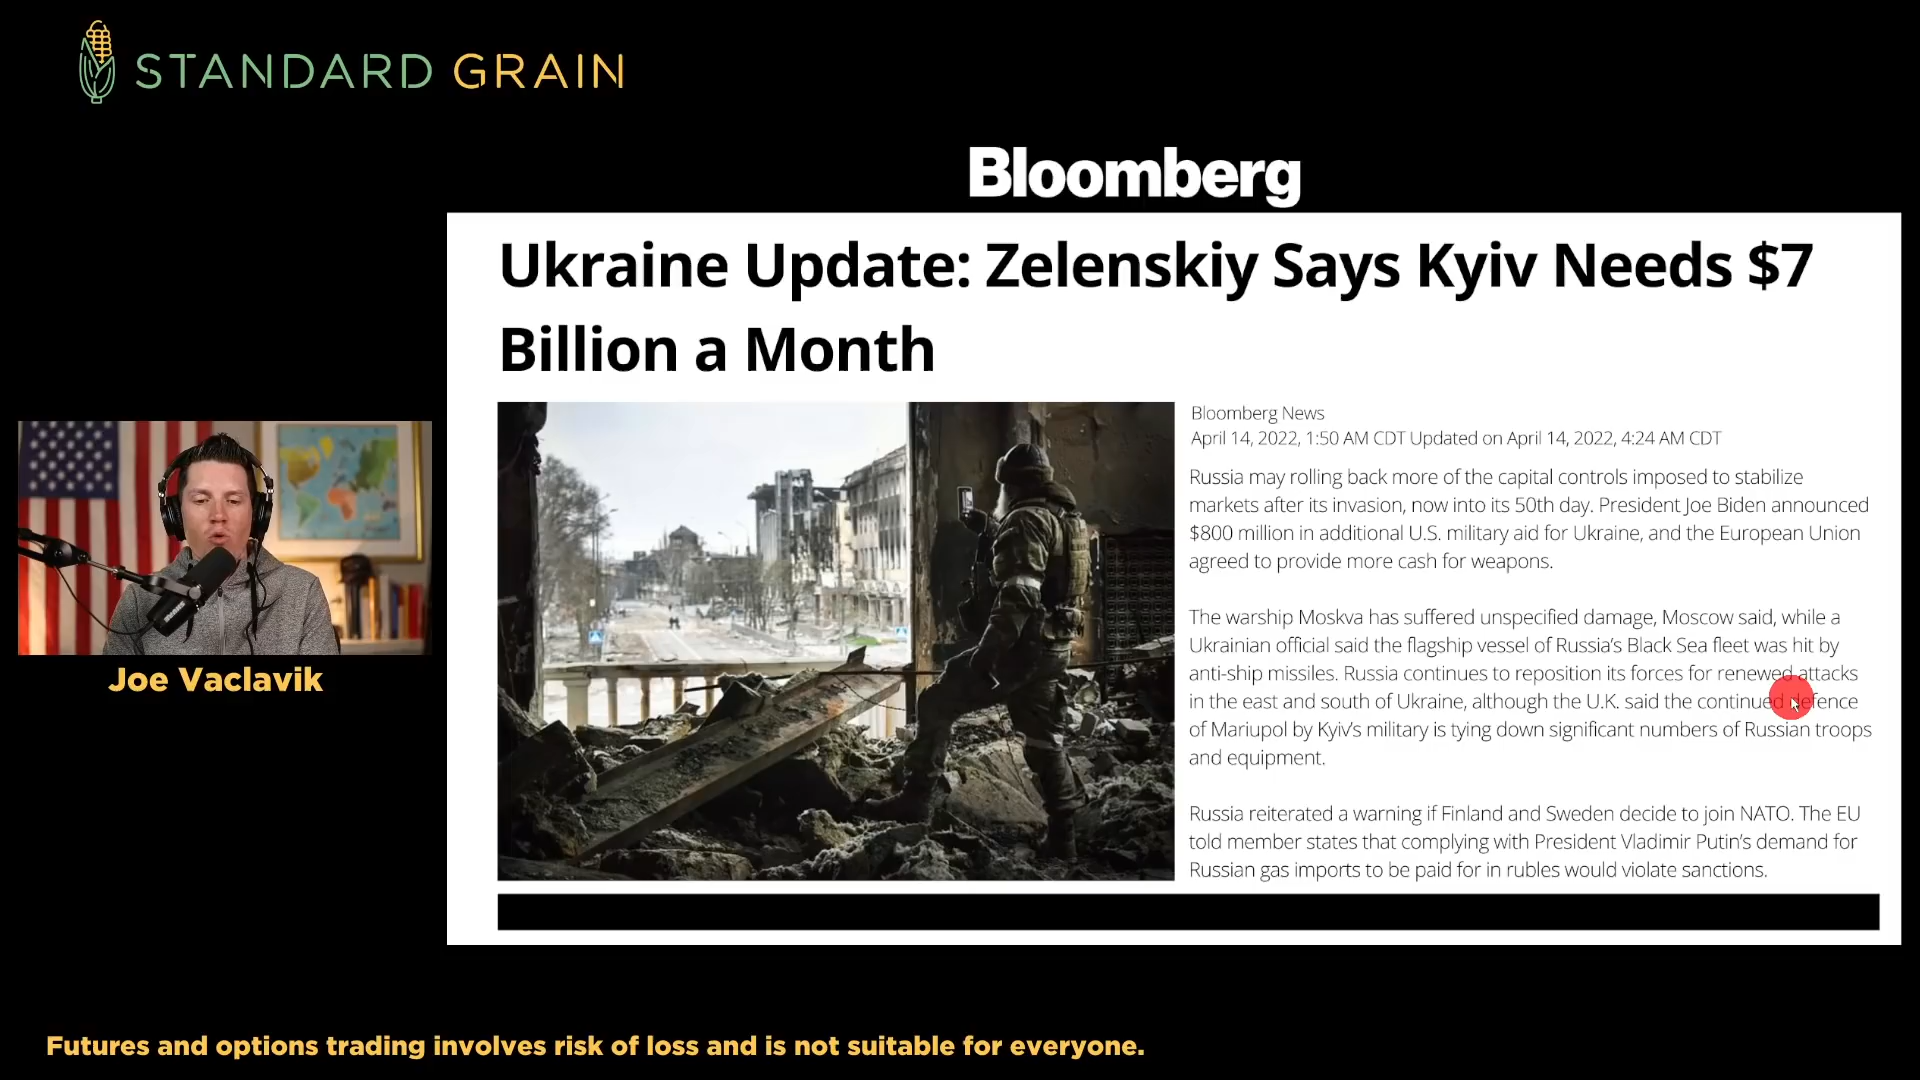 STANDARD GRAIN
Bloomberg
Ukraine Update: Zelenskiy Says Kyiv Needs $7
Billion a Month
Bloomberg News
April 14, 2022, 1:50 AM CDT Updated on April 14, 2022, 4:24 AM CDT
Russia may rolling back more of the capital controls imposed to stabilize
markets after its invasion, now into its 50th day. President Joe Biden announced
$800 million in additional U.S. military aid for Ukraine, and the European Union
agreed to provide more cash for weapons.
The warship Moskva has suffered unspecified damage, Moscow said, while a
Ukrainian official said the flagship vessel of Russia's Black Sea fleet was hit by
anti-ship missiles. Russia continues to reposition its forces for renewed attacks
in the east and south of Ukraine, although the U.K. said the continued defence
of Mariupol by Kyiv's military is tying down significant numbers of Russian troops
and equipment.
Russia reiterated a warning if Finland and Sweden decide to join NATO. The EU
told member states that complying with President Vladimir Putin's demand for
Russian gas imports to be paid for in rubles would violate sanctions.
Joe Vaclavik
Futures and options trading involves risk of loss and is not suitable for everyone.